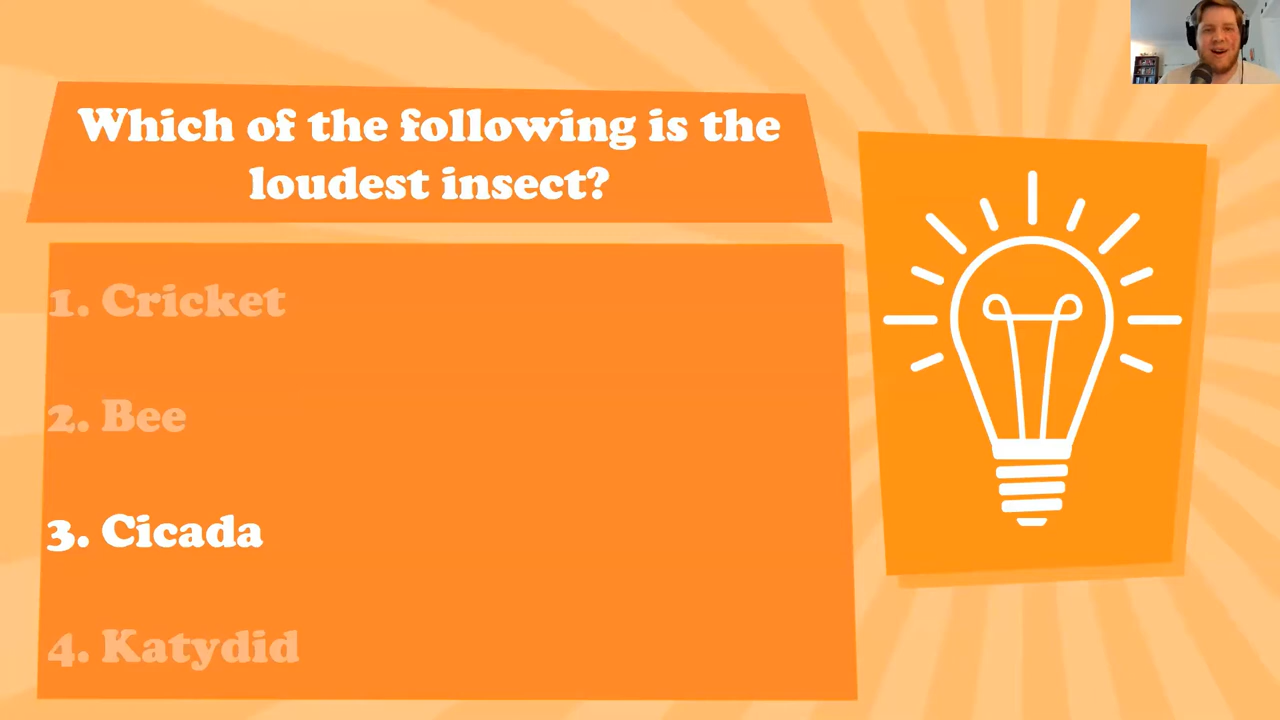 Which of the following is the
loudest insect?
1. Cricket
2. Bee
3. Cicada
4. Katydid